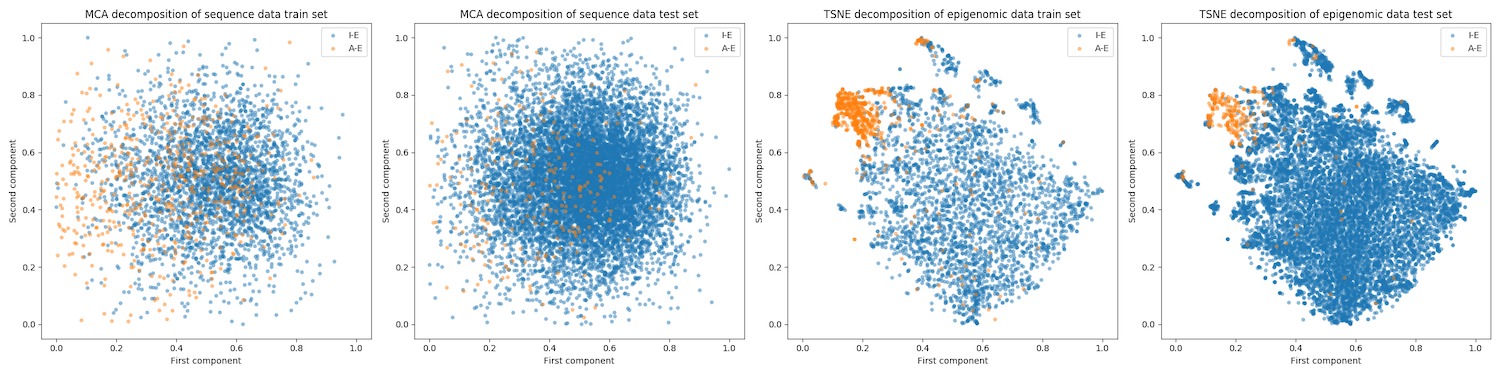 MCA decomposition of sequence data train set
Second component
1.0
0.8
0.6
0.4
0.2
0.0
I-E
A-E
0.0 0.2 0.4 0.6 0.8 1.0
First component
MCA decomposition of sequence data test set
Second component
1.0
0.8
0.6
0.4
0.2
0.0
I-E
A-E
0.0 0.2 0.4 0.6 0.8 1.0
First component
TSNE decomposition of epigenomic data train set
Second component
1.0
0.8
0.6
0.4
0.2
0.0
I-E
A-E
0.0 0.2 0.4 0.6 0.8 1.0
First component
TSNE decomposition of epigenomic data test set
Second component
1.0
0.8
0.6
0.4
0.2
0.0
I-E
A-E
0.0 0.2 0.4 0.6 0.8 1.0
First component